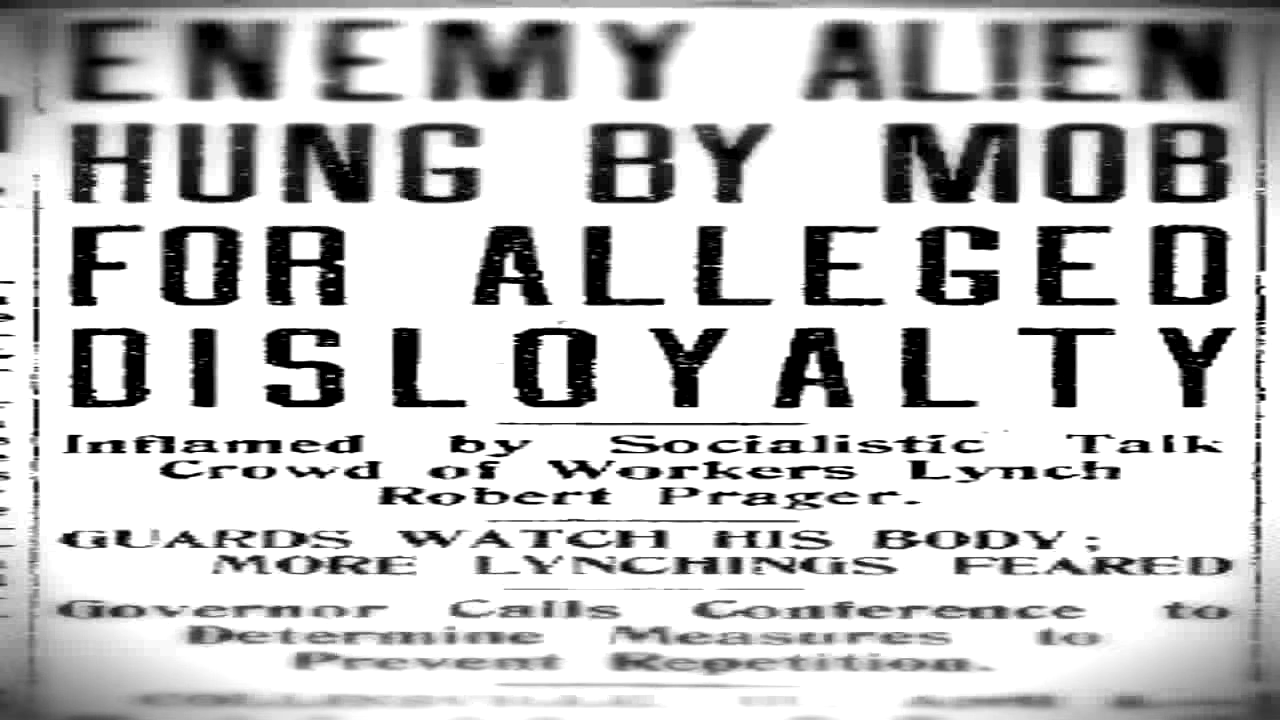 ENEMY ALIEN
HUNG BY MOB
FOR ALLEGED
DISLOYALTY
Inflamed by Socialistic Talk
Crowd of Workers Lynch
Robert Prager.
GUARDS WATCH HIS BODY;
MORE LYNCHINGS FEARED
Governor Calls Conference to
Determine Measures to
Prevent Repetition.